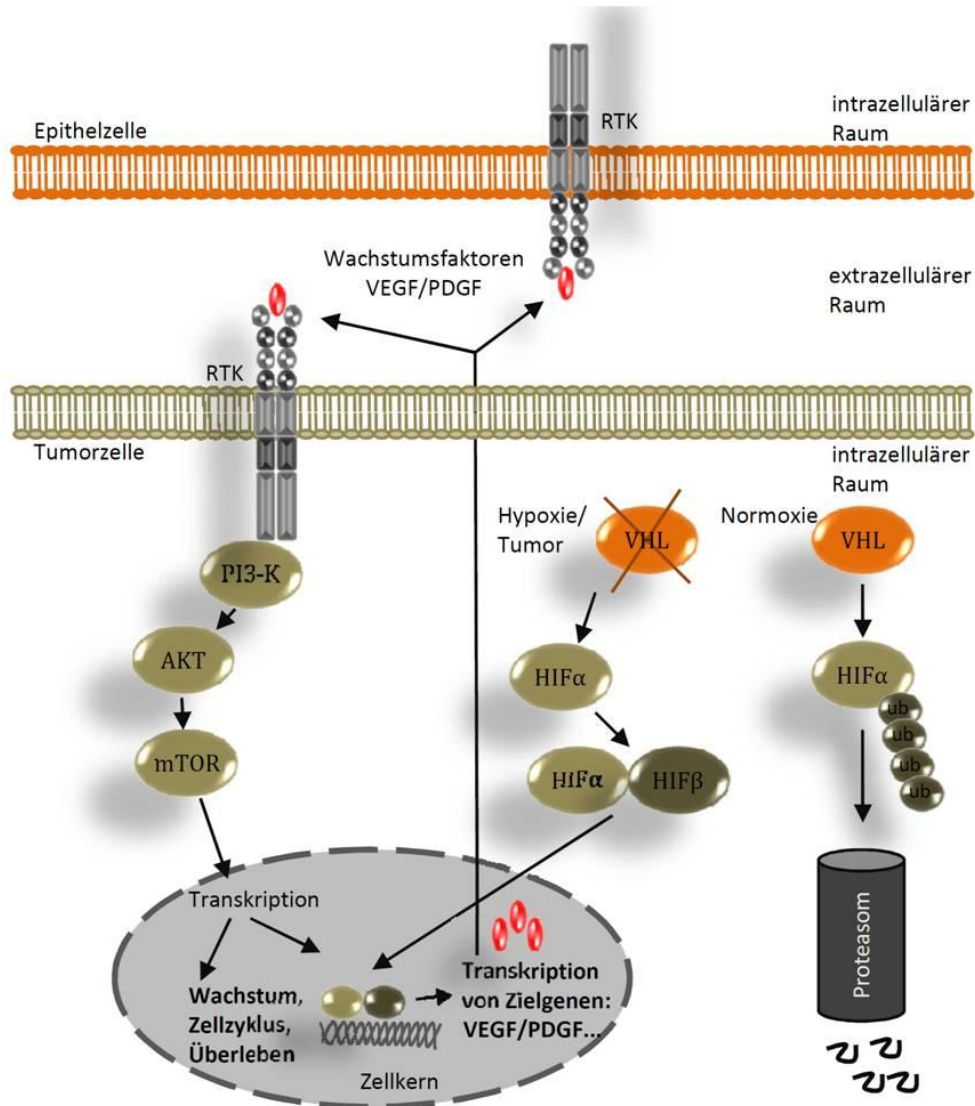 Epithelzelle
RTK
intrazellulärer
Raum
Wachstumsfaktoren
VEGF/PDGF
extrazellulärer
Raum
RTK
Tumorzelle
intrazellulärer
Raum
Hypoxie/
Tumor
VHL
Normoxie
VHL
PI3-K
AKT
mTOR
HIFα
HIFα
HIFβ
HIFα
ub
ub
ub
ub
Proteasom
Transkription
Wachstum,
Zellzyklus,
Überleben
Transkription
von Zielgenen:
VEGF/PDGF...
Zellkern